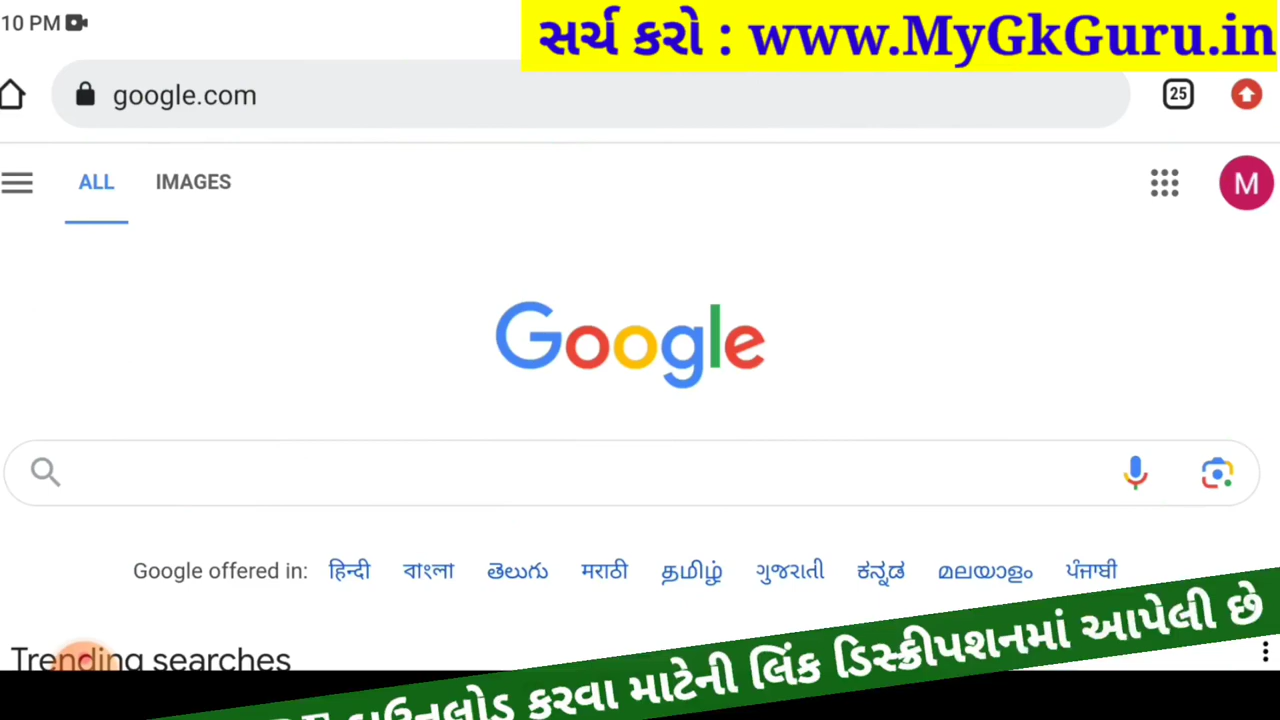 10 PM
સર્ચ કરો : www.MyGkGuru.in
google.com
25
ALL IMAGES
M
Google
Google offered in: हिन्दी বাংলা తెలుగు मराठी தமிழ் ગુજરાતી ಕನ್ನಡ മലയാളം ਪੰਜਾਬੀ
Trending searches
કરવા માટેની લિંક ડિસ્ક્રીપશનમાં આપેલી છે